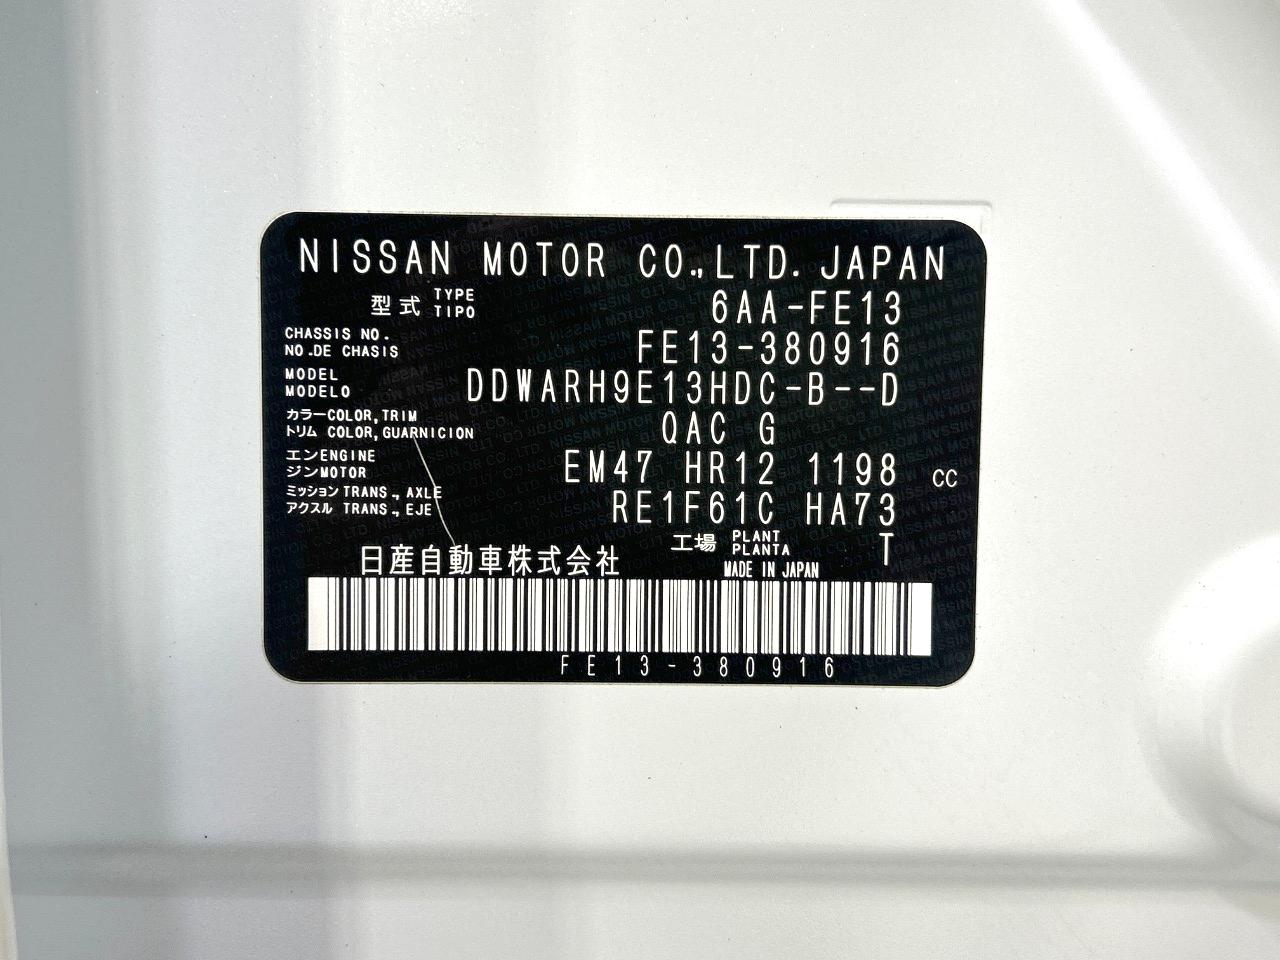 NISSAN MOTOR CO.,LTD. JAPAN
型式 TYPE TIPO 6AA-FE13
CHASSIS NO.
NO.DE CHASIS FE13-380916
MODEL
MODELO DDWARH9E13HDC-B--D
カラーCOLOR,TRIM
トリム COLOR,GUARNICION QAC G
エンENGINE
ジンMOTOR EM47 HR12 1198 CC
ミッション TRANS., AXLE
アクスル TRANS., EJE RE1F61C HA73
工場 PLANT PLANTA T
日産自動車株式会社 MADE IN JAPAN
FE13-380916